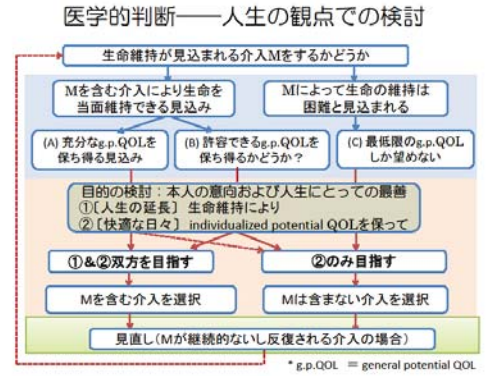 医学的判断――人生の観点での検討
生命維持が見込まれる介入Mをするかどうか
Mを含む介入により生命を
当面維持できる見込み
Mによって生命の維持は
困難と見込まれる
(A) 充分なg.p.QOLを
保ち得る見込み
(B) 許容できるg.p.QOLを
保ち得るかどうか？
(C) 最低限のg.p.QOL
しか望めない
目的の検討：本人の意向および人生にとっての最善
①〔人生の延長〕 生命維持により
②〔快適な日々〕 individualized potential QOLを保って
①&②双方を目指す
②のみ目指す
Mを含む介入を選択
Mは含まない介入を選択
見直し（Mが継続的ないし反復される介入の場合）
* g.p.QOL = general potential QOL